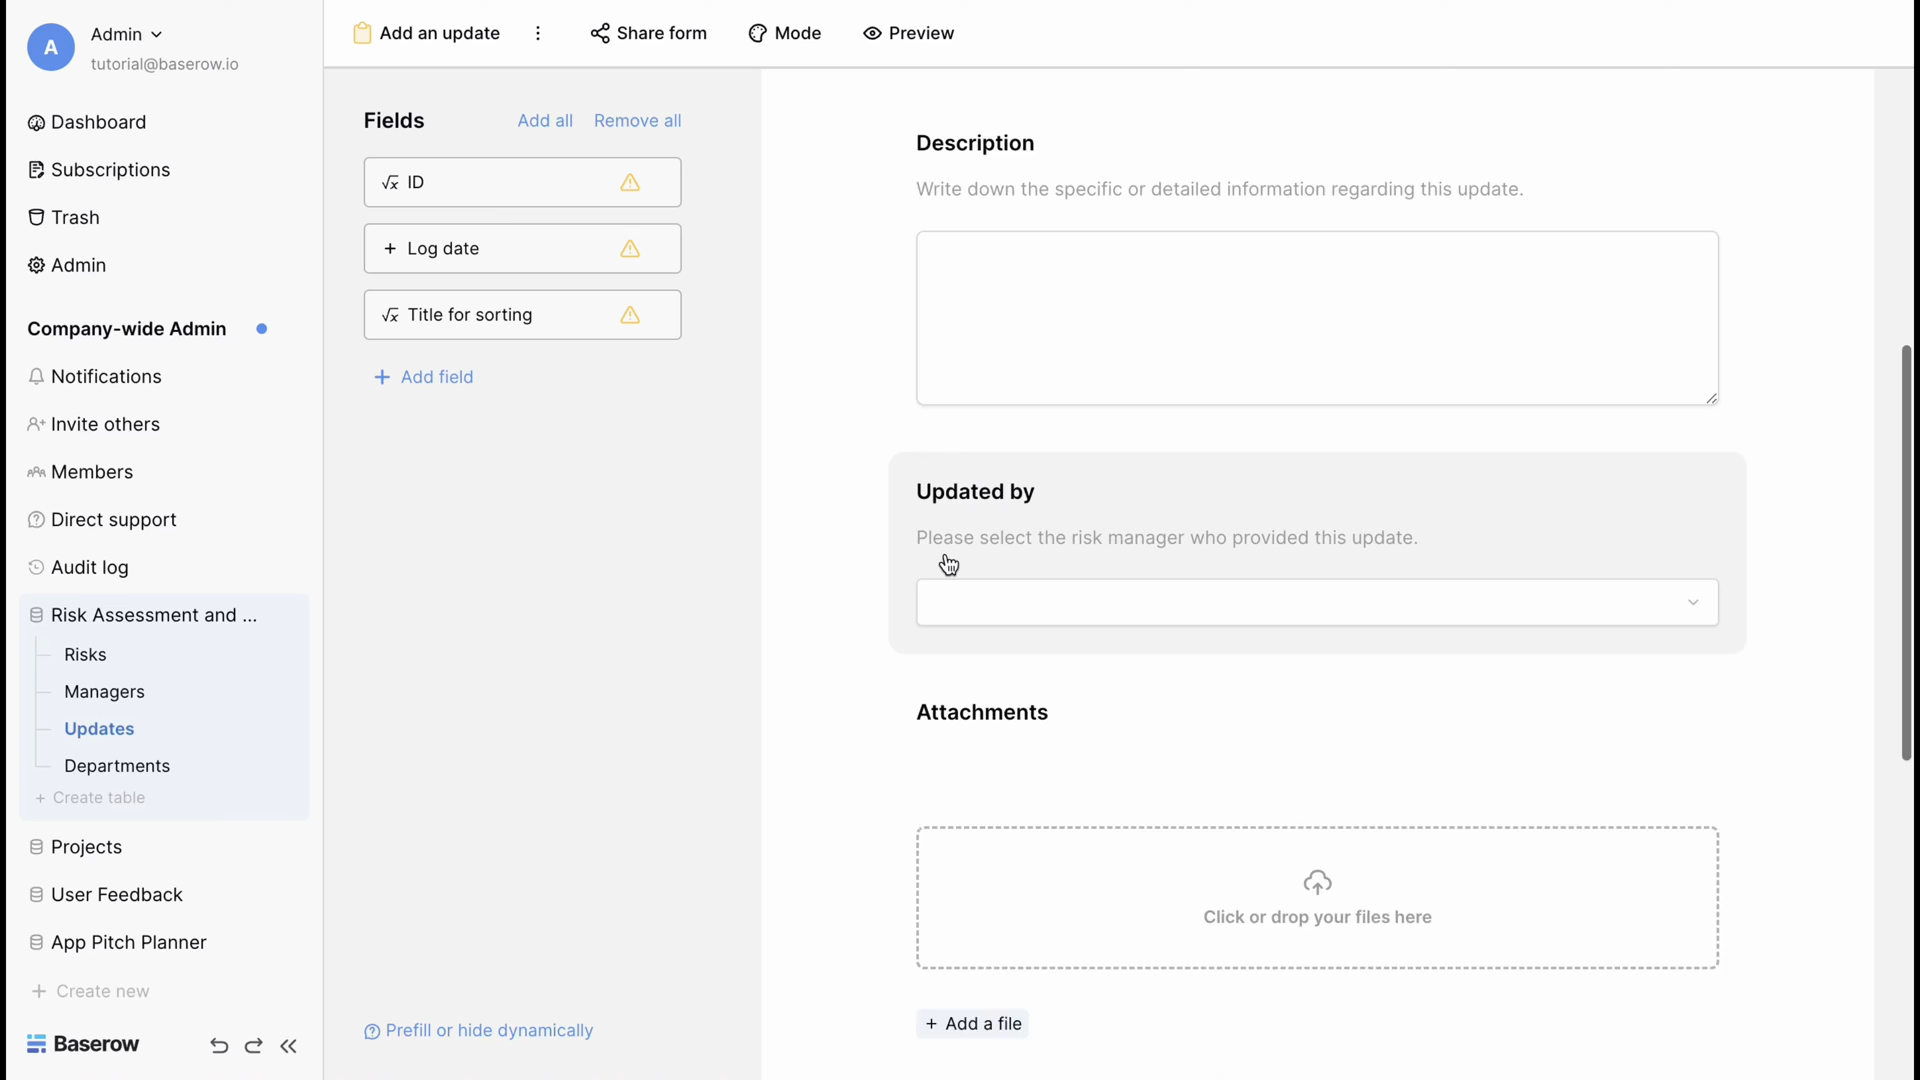 A
Admin
tutorial@baserow.io
Dashboard
Subscriptions
Trash
Admin
Company-wide Admin
Notifications
Invite others
Members
Direct support
Audit log
Risk Assessment and ...
Risks
Managers
Updates
Departments
+ Create table
Projects
User Feedback
App Pitch Planner
+ Create new
Baserow
Add an update
Share form
Mode
Preview
Fields
Add all
Remove all
ID
+ Log date
Title for sorting
+ Add field
Prefill or hide dynamically
Description
Write down the specific or detailed information regarding this update.
Updated by
Please select the risk manager who provided this update.
Attachments
Click or drop your files here
+ Add a file